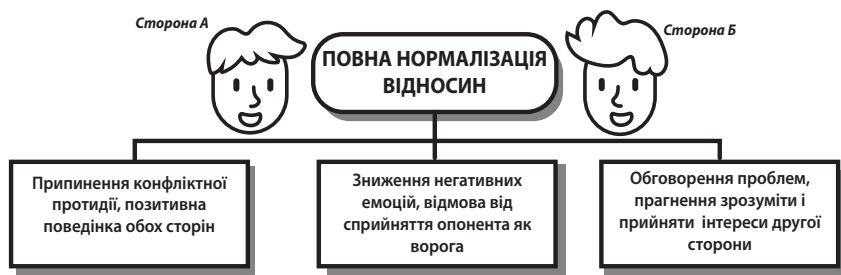 Сторона А
Сторона Б
ПОВНА НОРМАЛІЗАЦІЯ
ВІДНОСИН
Припинення конфліктної
протидії, позитивна
поведінка обох сторін
Зниження негативних
емоцій, відмова від
сприйняття опонента як
ворога
Обговорення проблем,
прагнення зрозуміти і
прийняти інтереси другої
сторони